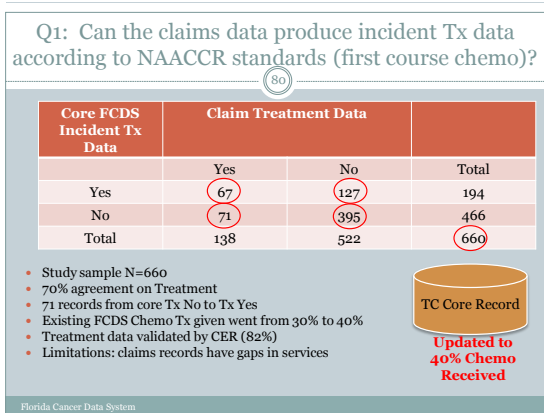 Q1: Can the claims data produce incident Tx data
according to NAACCR standards (first course chemo)?
80
Core FCDS Claim Treatment Data
Incident Tx
Data
Yes No Total
Yes 67 127 194
No 71 395 466
Total 138 522 660
• Study sample N=660
• 70% agreement on Treatment
• 71 records from core Tx No to Tx Yes
• Existing FCDS Chemo Tx given went from 30% to 40%
• Treatment data validated by CER (82%)
• Limitations: claims records have gaps in services
TC Core Record
Updated to
40% Chemo
Received
Florida Cancer Data System